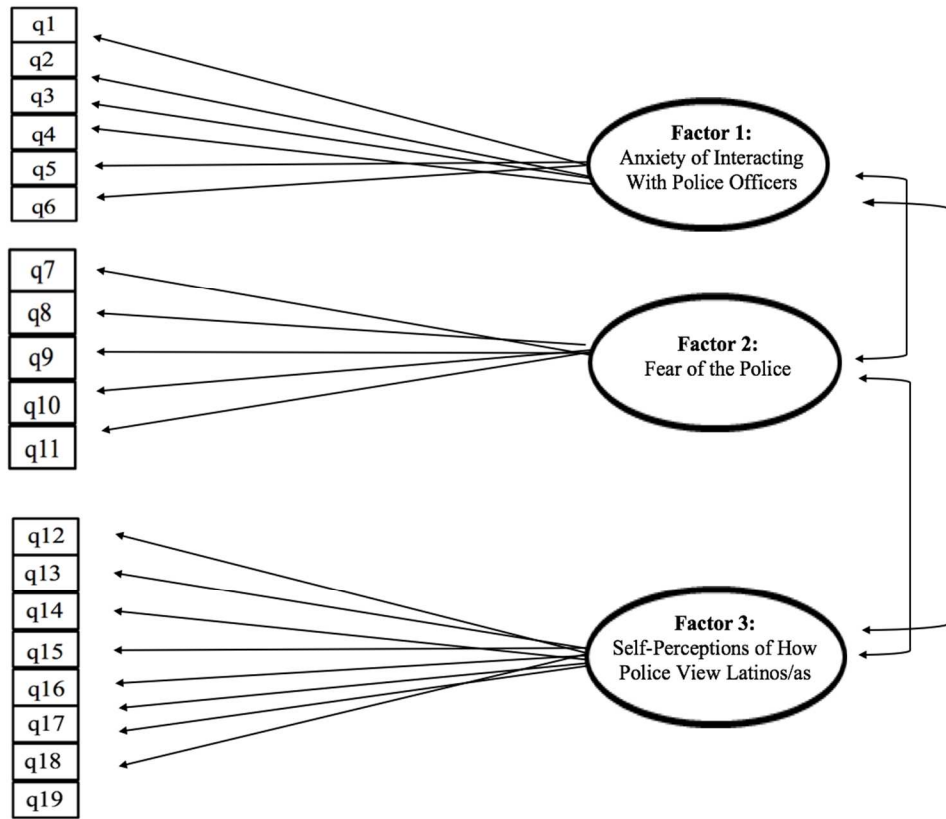 q1
q2
q3
q4
q5
q6
Factor 1:
Anxiety of Interacting
With Police Officers
q7
q8
q9
q10
q11
Factor 2:
Fear of the Police
q12
q13
q14
q15
q16
q17
q18
q19
Factor 3:
Self-Perceptions of How
Police View Latinos/as